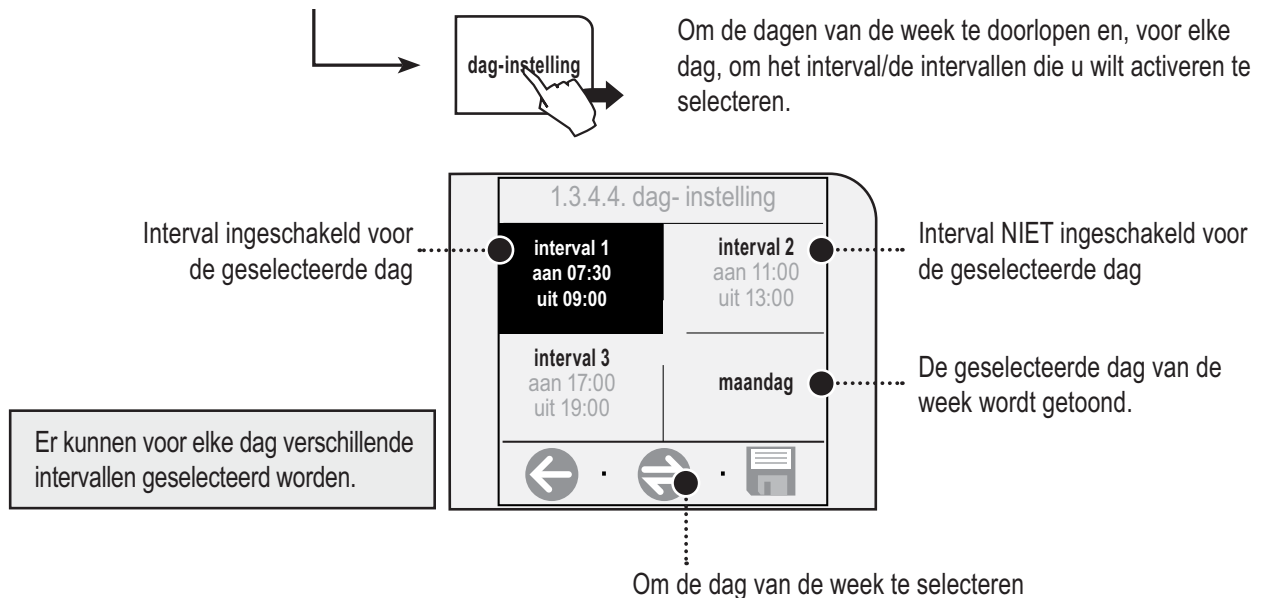 dag-instelling
Om de dagen van de week te doorlopen en, voor elke
dag, om het interval/de intervallen die u wilt activeren te
selecteren.
1.3.4.4. dag- instelling
Interval ingeschakeld voor
de geselecteerde dag
interval 1
aan 07:30
uit 09:00
interval 2
aan 11:00
uit 13:00
Interval NIET ingeschakeld voor
de geselecteerde dag
interval 3
aan 17:00
uit 19:00
maandag
De geselecteerde dag van de
week wordt getoond.
Er kunnen voor elke dag verschillende
intervallen geselecteerd worden.
Om de dag van de week te selecteren